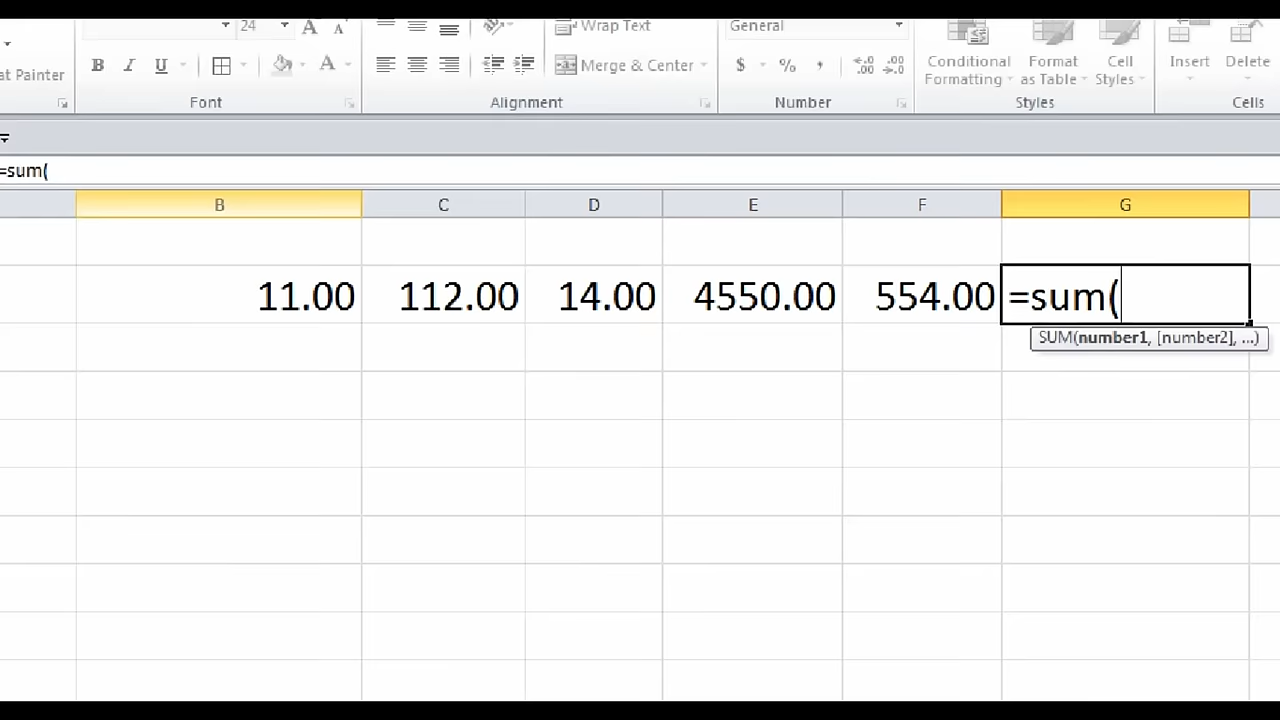 24 A A Wrap Text General
at Painter B I U A Merge & Center $ % , .00 .0 Conditional Formatting Format as Table Cell Styles Insert Delete
Font Alignment Number Styles Cells
=sum(
B C D E F G
11.00 112.00 14.00 4550.00 554.00 =sum(
SUM(number1, [number2], ...)